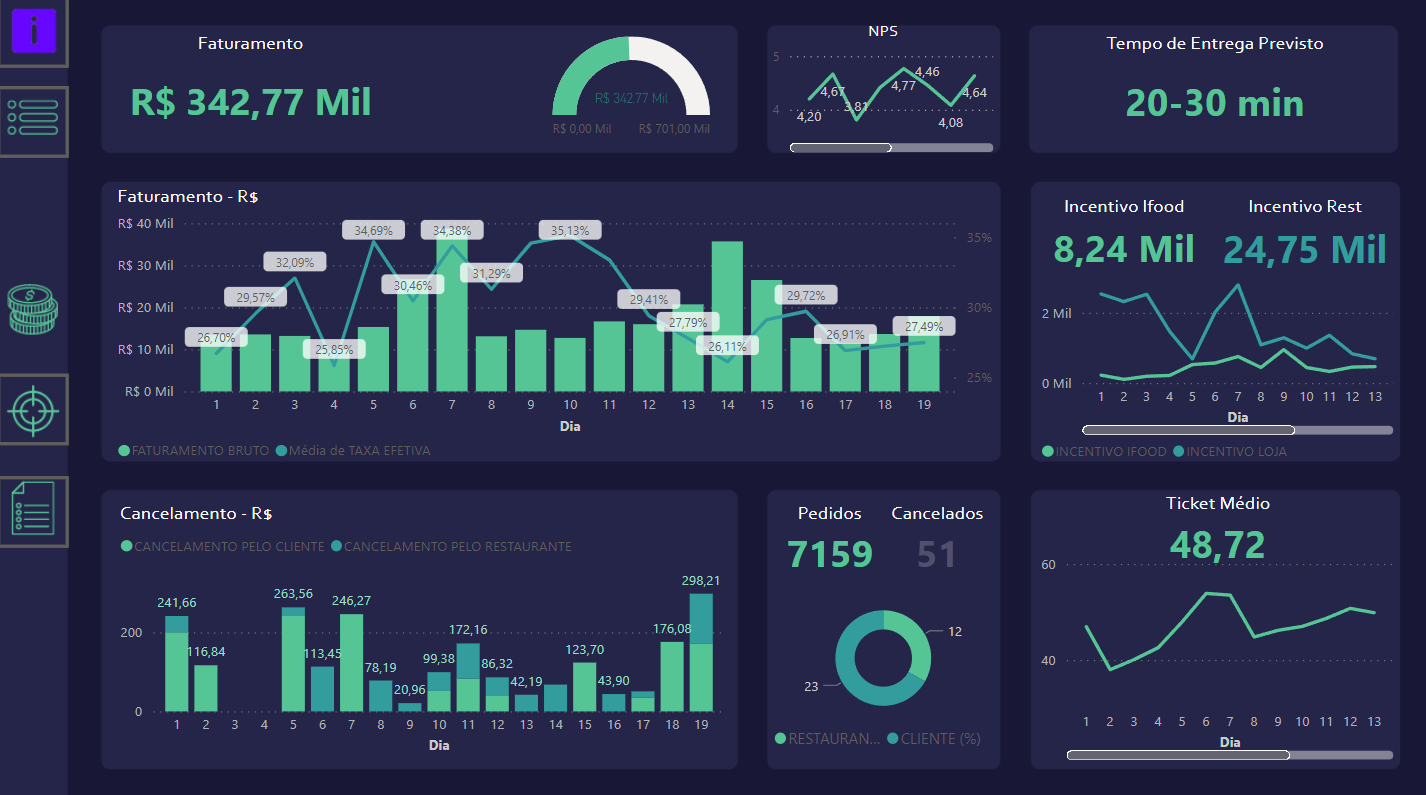 i
Faturamento
R$ 342,77 Mil
R$ 342,77 Mil
R$ 0,00 Mil R$ 701,00 Mil
NPS
5
4
4,20
4,67
3,81
4,77
4,46
4,08
4,64
Tempo de Entrega Previsto
20-30 min
Faturamento - R$
R$ 40 Mil
R$ 30 Mil
R$ 20 Mil
R$ 10 Mil
R$ 0 Mil
26,70%
29,57%
32,09%
25,85%
34,69%
30,46%
34,38%
31,29%
35,13%
29,41%
27,79%
26,11%
29,72%
26,91%
27,49%
35%
30%
25%
1 2 3 4 5 6 7 8 9 10 11 12 13 14 15 16 17 18 19
Dia
FATURAMENTO BRUTO Média de TAXA EFETIVA
Incentivo Ifood Incentivo Rest
8,24 Mil 24,75 Mil
2 Mil
0 Mil
1 2 3 4 5 6 7 8 9 10 11 12 13
Dia
INCENTIVO IFOOD INCENTIVO LOJA
Cancelamento - R$
CANCELAMENTO PELO CLIENTE CANCELAMENTO PELO RESTAURANTE
200
0
241,66
116,84
263,56
113,45
246,27
78,19
20,96
99,38
172,16
86,32
42,19
123,70
43,90
176,08
298,21
1 2 3 4 5 6 7 8 9 10 11 12 13 14 15 16 17 18 19
Dia
Pedidos Cancelados
7159 51
12
23
RESTAURAN... CLIENTE (%)
Ticket Médio
48,72
60
40
1 2 3 4 5 6 7 8 9 10 11 12 13
Dia